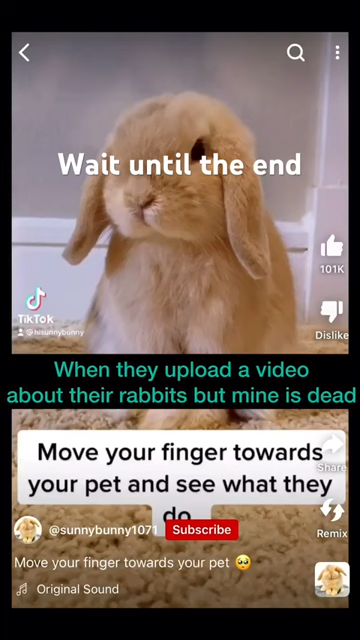 Wait until the end
101K
TikTok
@hisunnybunny
Dislike
When they upload a video
about their rabbits but mine is dead
Move your finger towards
your pet and see what they
do
Share
@sunnybunny1071 Subscribe
Remix
Move your finger towards your pet 🥺
Original Sound